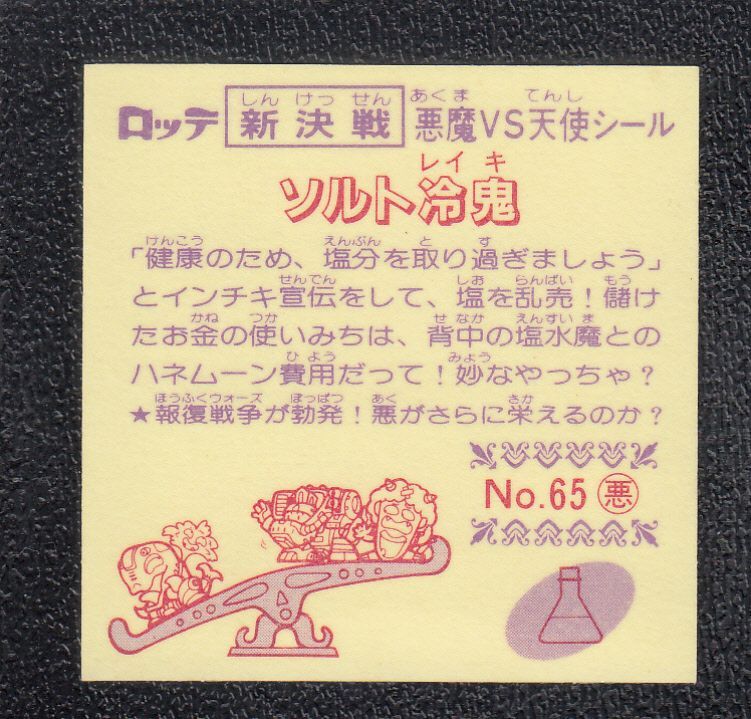 ロッテ 新決戦 悪魔VS天使シール
しん けっ せん あくま てんし
レイ キ
ソルト冷鬼
けんこう えんぶん と す
「健康のため、塩分を取り過ぎましょう」
せんでん しお らんばい もう
とインチキ宣伝をして、塩を乱売！儲け
かね つか せ なか えんすい ま
たお金の使いみちは、背中の塩水魔との
ひ よう みょう
ハネムーン費用だって！妙なやっちゃ？
ほうふくウォーズ ぼっぱつ あく さか
★報復戦争が勃発！悪がさらに栄えるのか？
No.65 悪